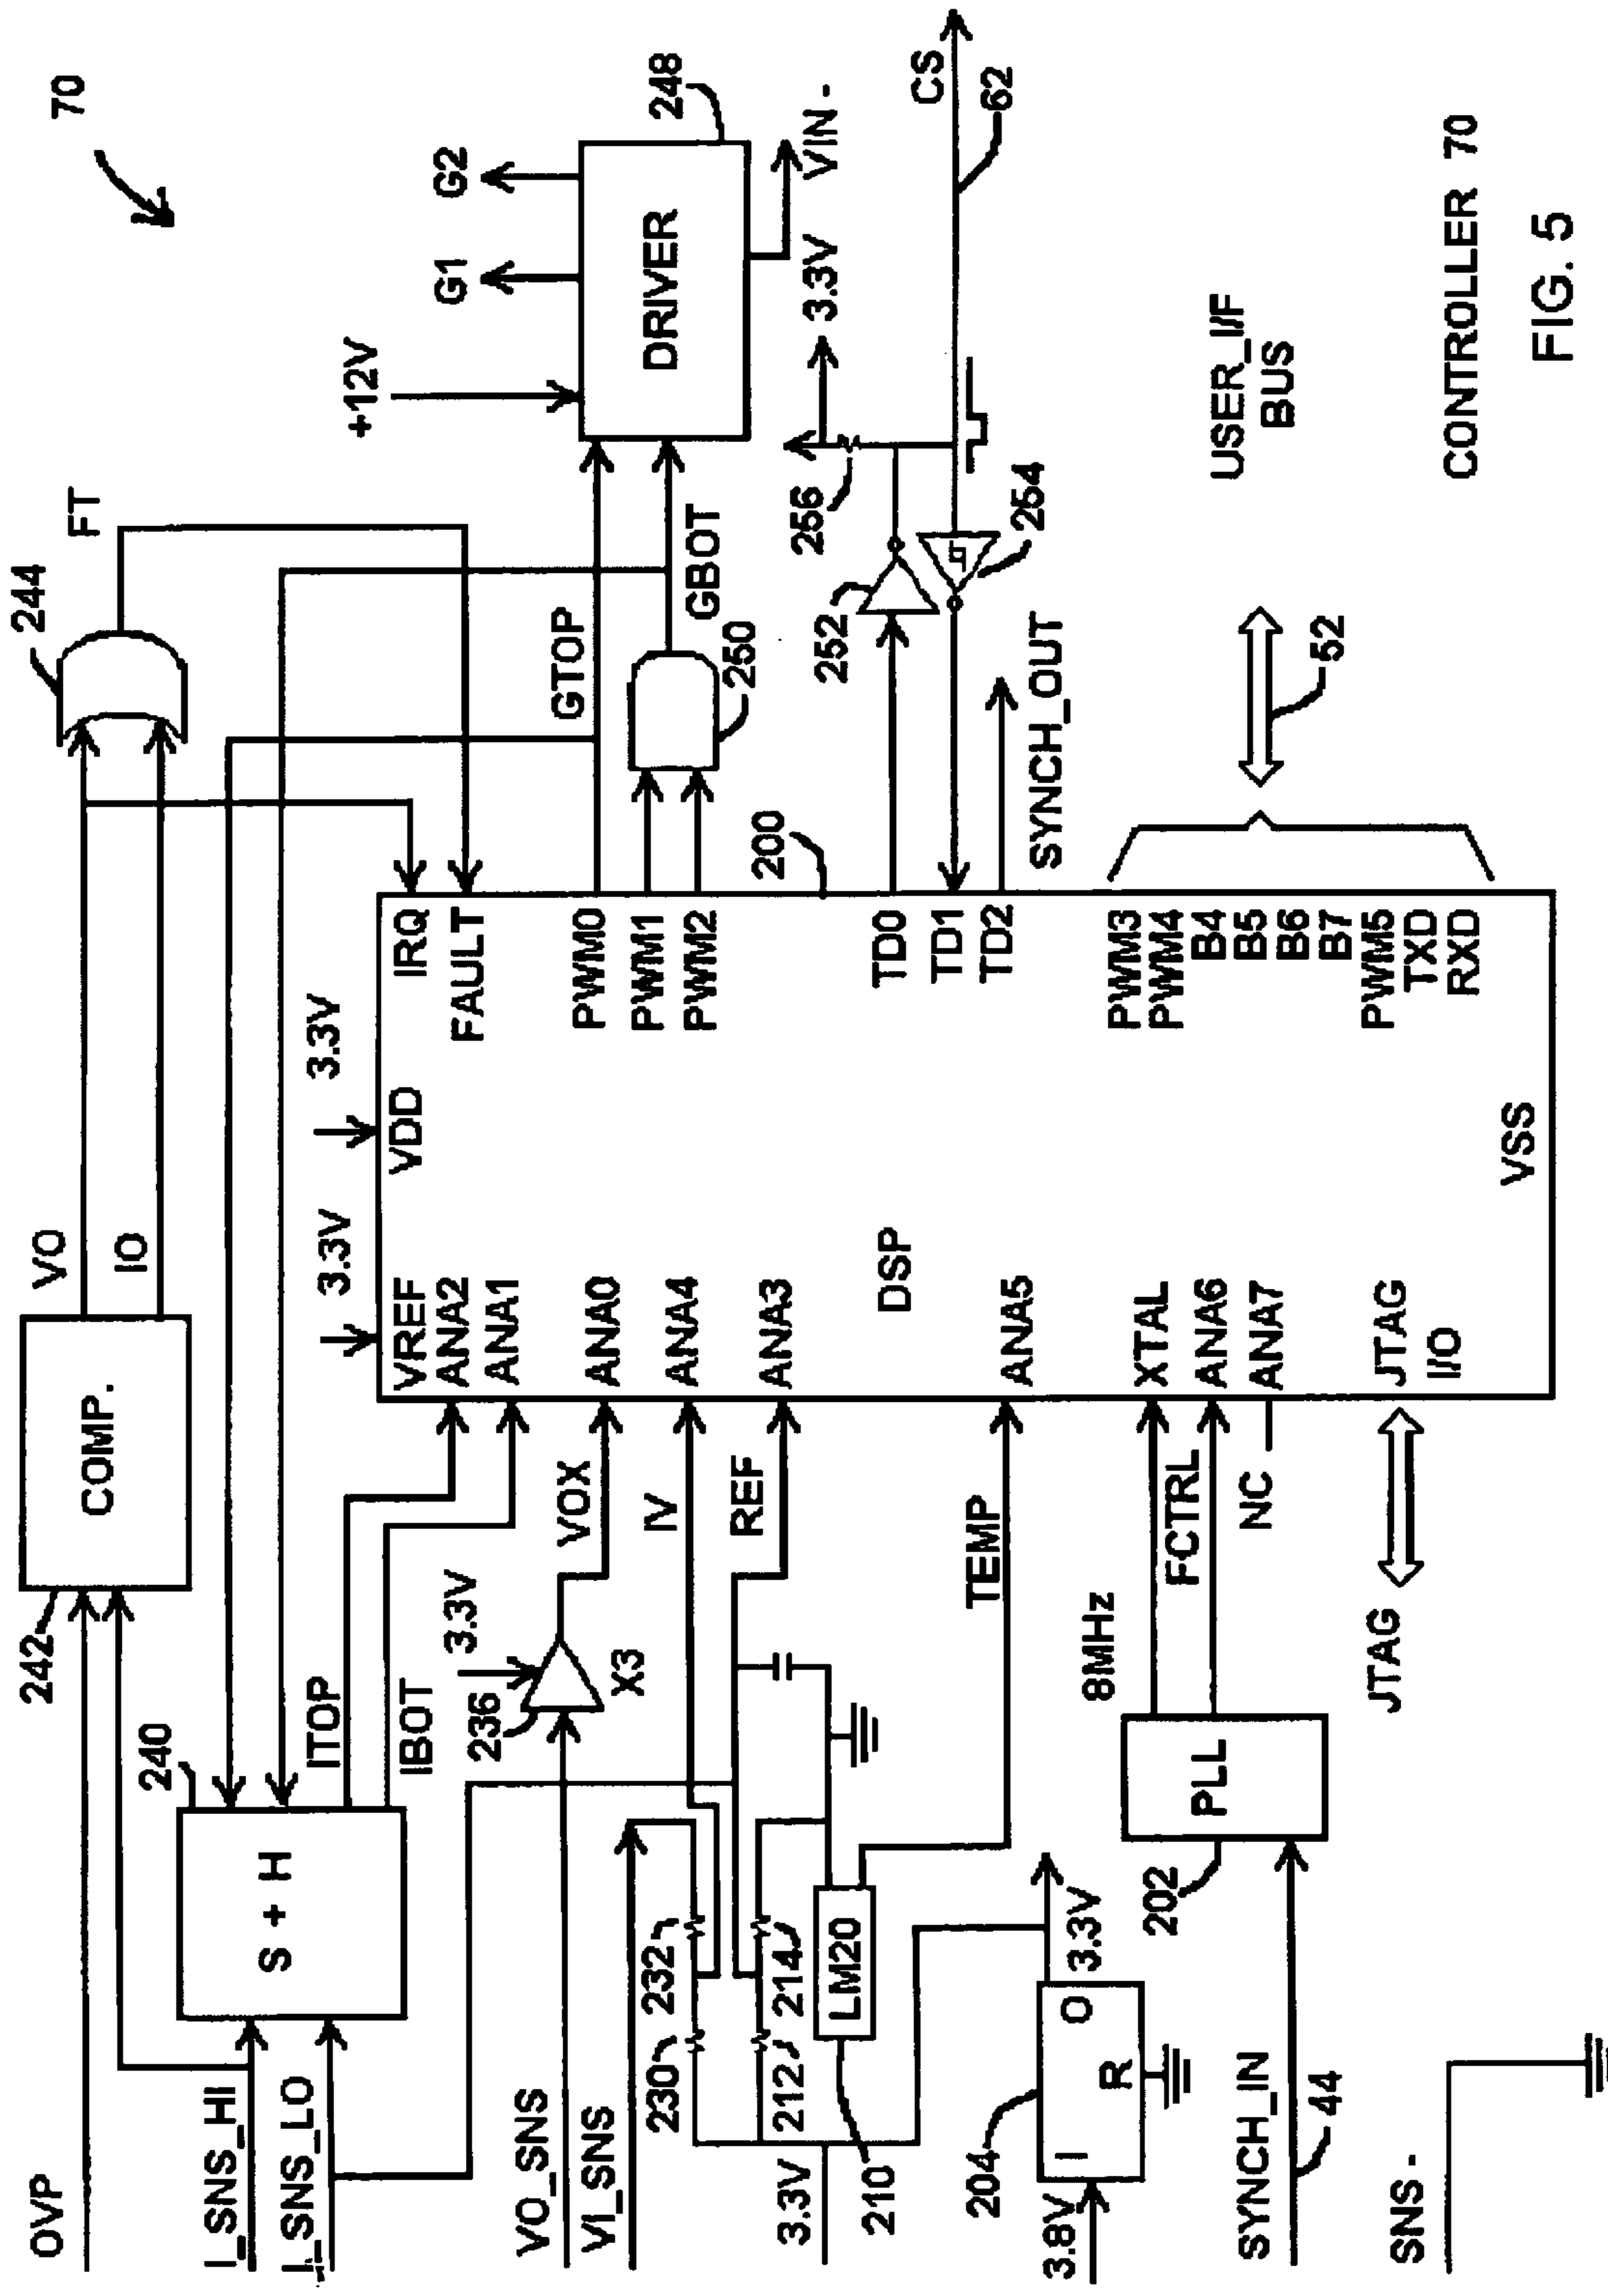 70
OVP
I_SNS_HI
I_SNS_LO
VO_SNS
VI_SNS
3.3V
3.8V
SYNCH_IN
44
SNS -
242
COMP.
VO
IO
244
FT
240
S + H
ITOP
IBOT
236
3.3V
X3
VOX
IV
REF
TEMP
230
232
212
214
210
LM20
204
I
R
O
3.3V
202
PLL
8MHz
FCTRL
NC
JTAG
3.3V
3.3V
VREF
VDD
ANA2
ANA1
ANA0
ANA4
ANA3
ANA5
XTAL
ANA6
ANA7
JTAG
I/O
DSP
VSS
IRQ
FAULT
PWM0
PWM1
PWM2
TD0
TD1
TD2
PWM3
PWM4
B4
B5
B6
B7
PWM5
TXD
RXD
200
GTOP
GBOT
250
+12V
G1
G2
DRIVER
248
VIN -
3.3V
256
252
254
CS
62
SYNCH_OUT
52
USER_I/F
BUS
CONTROLLER 70
FIG. 5